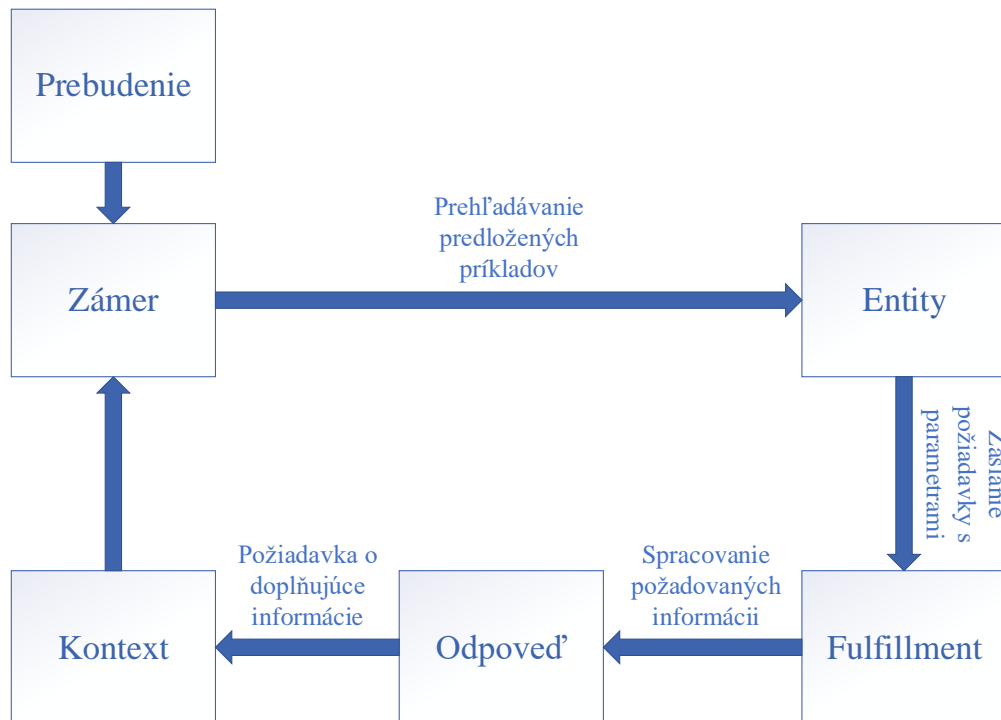 Prebudenie
Prehľadávanie
predložených
príkladov
Zámer
Entity
Zaslanie
požiadavky s
parametrami
Požiadavka o
doplňujúce
informácie
Spracovanie
požadovaných
informácii
Kontext
Odpoveď
Fulfillment